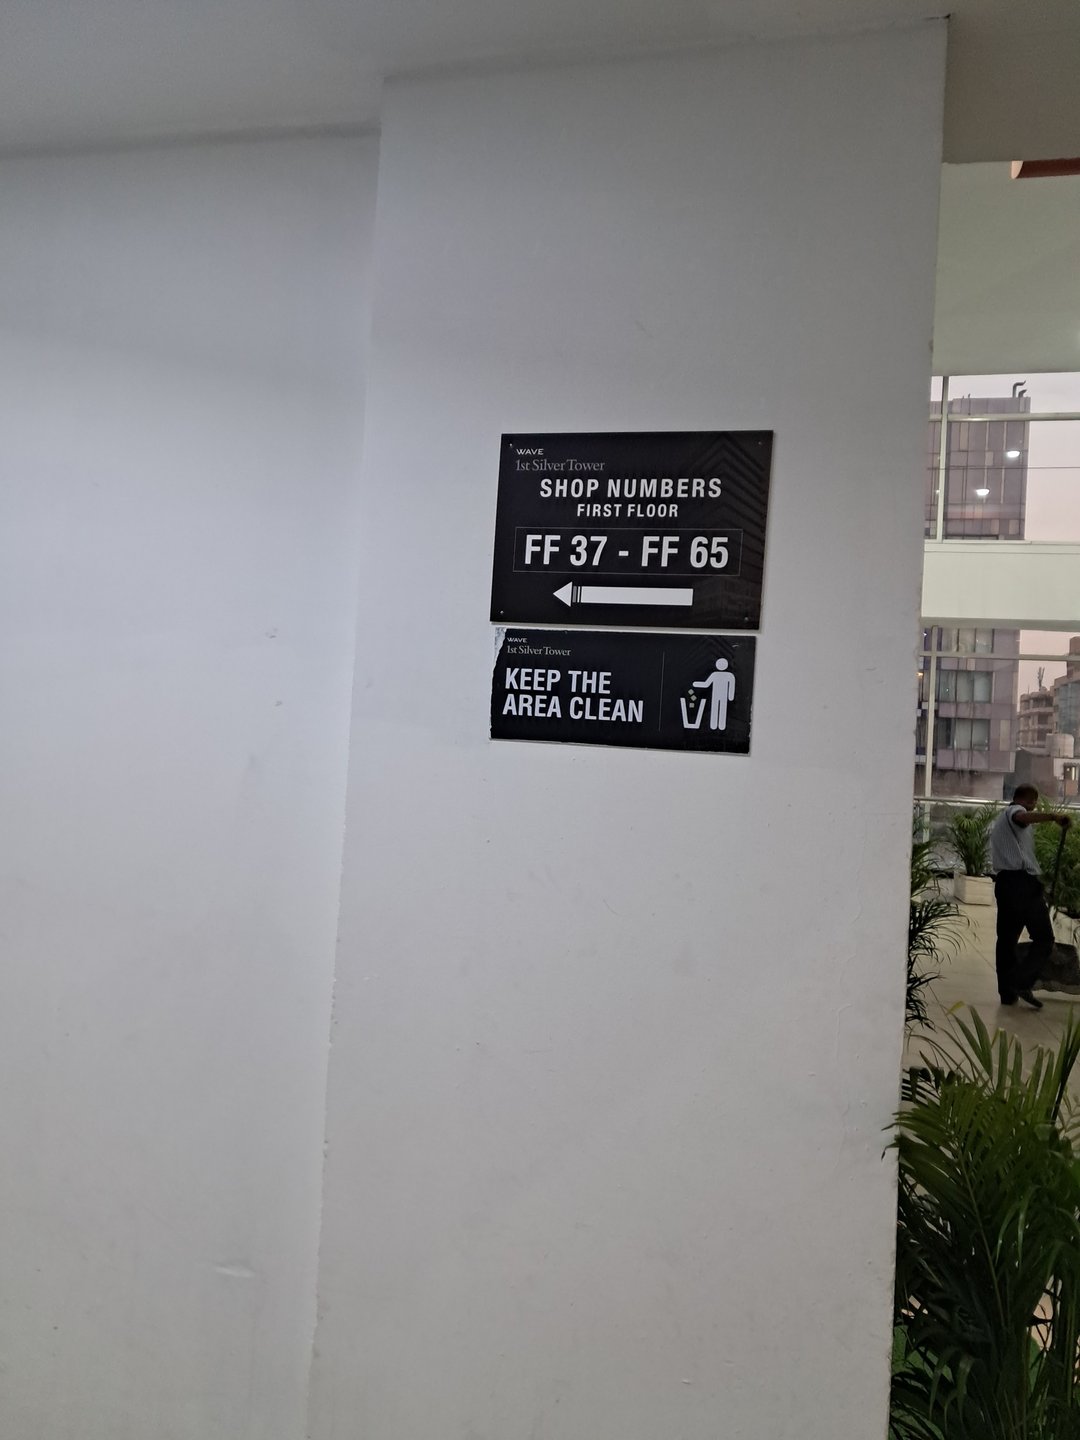 WAVE
1st Silver Tower
SHOP NUMBERS
FIRST FLOOR
FF 37 - FF 65
WAVE
1st Silver Tower
KEEP THE
AREA CLEAN